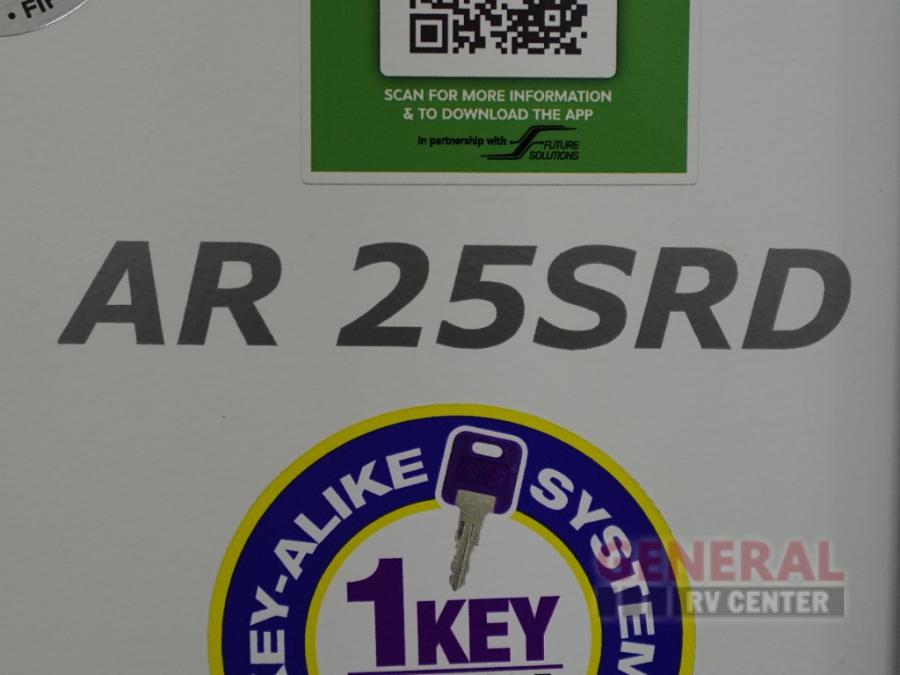 SCAN FOR MORE INFORMATION
& TO DOWNLOAD THE APP
In partnership with
FUTURE
SOLUTIONS
AR 25SRD
KEY-ALIKE SYSTEM
1KEY
GENERAL
RV CENTER